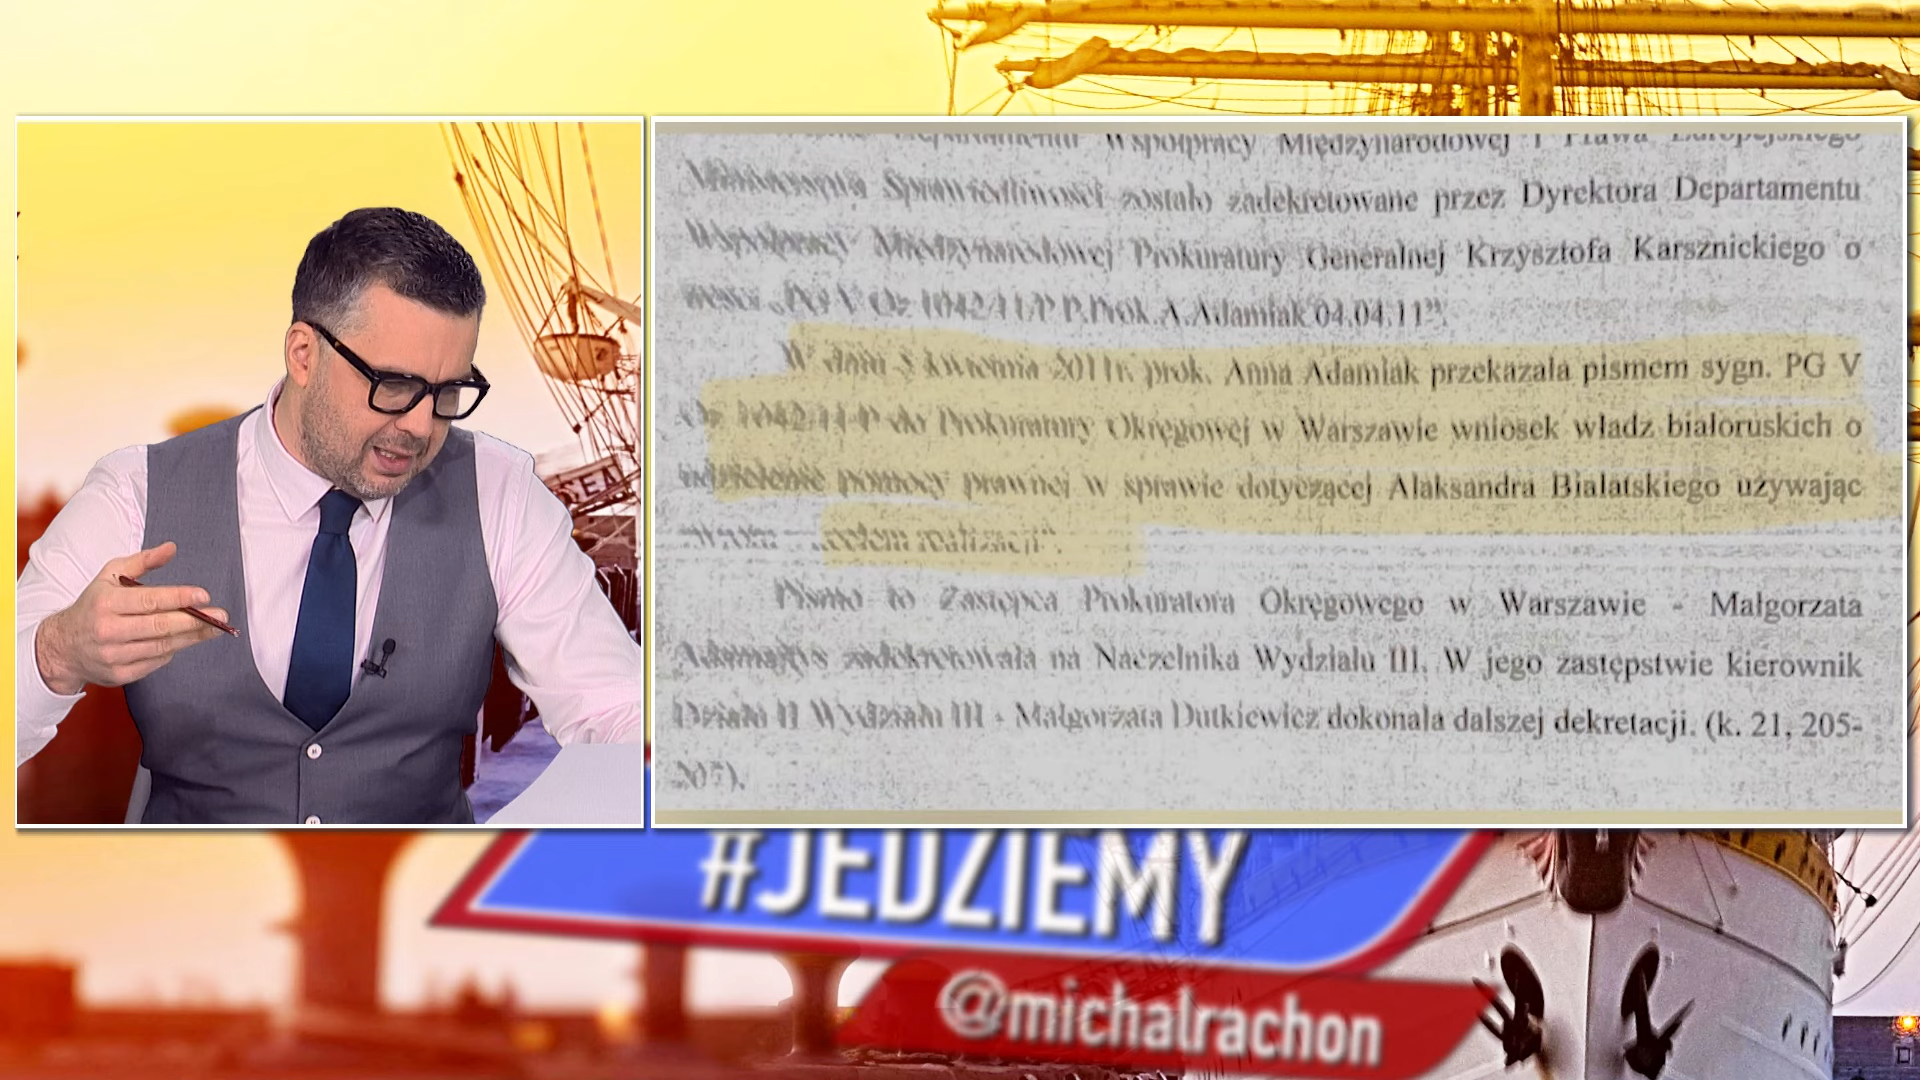 Współpracy Międzynarodowej i Prawa Europejskiego
Sprawiedliwości zostało zadekretowane przez Dyrektora Departamentu
Współpracy Międzynarodowej Prokuratury Generalnej Krzysztofa Karsznickiego o
treści „PG V Oz 1042/11/P P.Prok.A.Adamiak 04.04.11”.
W dniu 5 kwietnia 2011r. prok. Anna Adamiak przekazała pismem sygn. PG V
Oz 1042/11/P do Prokuratury Okręgowej w Warszawie wniosek władz białoruskich o
udzielenie pomocy prawnej w sprawie dotyczącej Alaksandra Bialatskiego używając
celem realizacji”.
Pismo to Zastępca Prokuratora Okręgowego w Warszawie - Małgorzata
zadekretowała na Naczelnika Wydziału III. W jego zastępstwie kierownik
Działu II Wydziału III - Małgorzata Dutkiewicz dokonała dalszej dekretacji. (k. 21, 205-
207).
#JEDZIEMY
@michalrachon